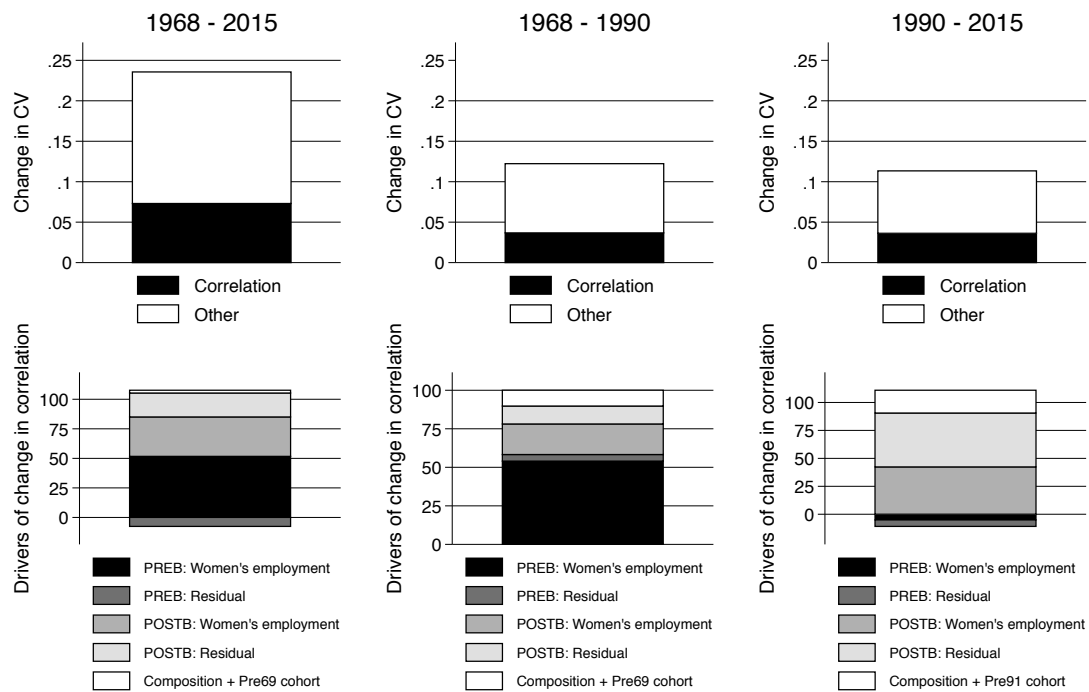 1968 - 2015
Change in CV
.25
.2
.15
.1
.05
0
Correlation
Other
1968 - 1990
Change in CV
.25
.2
.15
.1
.05
0
Correlation
Other
1990 - 2015
Change in CV
.25
.2
.15
.1
.05
0
Correlation
Other
Drivers of change in correlation
100
75
50
25
0
PREB: Women's employment
PREB: Residual
POSTB: Women's employment
POSTB: Residual
Composition + Pre69 cohort
Drivers of change in correlation
100
75
50
25
0
PREB: Women's employment
PREB: Residual
POSTB: Women's employment
POSTB: Residual
Composition + Pre69 cohort
Drivers of change in correlation
100
75
50
25
0
PREB: Women's employment
PREB: Residual
POSTB: Women's employment
POSTB: Residual
Composition + Pre91 cohort